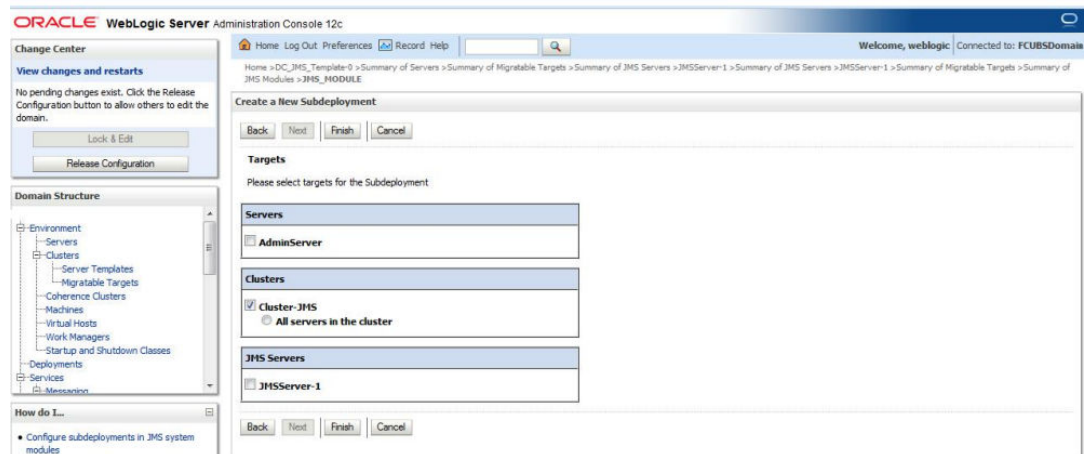 ORACLE WebLogic Server Administration Console 12c
Change Center
View changes and restarts
No pending changes exist. Click the Release
Configuration button to allow others to edit the
domain.
Lock & Edit
Release Configuration
Domain Structure
Environment
Servers
Clusters
Server Templates
Migratable Targets
Coherence Clusters
Machines
Virtual Hosts
Work Managers
Startup and Shutdown Classes
Deployments
Services
Messaging
How do I...
Configure subdeployments in JMS system
modules
Home Log Out Preferences Record Help
Welcome, weblogic Connected to: FCUBSDomain
Home >DC_JMS_Template-0 >Summary of Servers >Summary of Migratable Targets >Summary of JMS Servers >JMSServer-1 >Summary of JMS Servers >JMSServer-1 >Summary of Migratable Targets >Summary of
JMS Modules >JMS_MODULE
Create a New Subdeployment
Back Next Finish Cancel
Targets
Please select targets for the Subdeployment
Servers
AdminServer
Clusters
Cluster-JMS
All servers in the cluster
JMS Servers
JMSServer-1
Back Next Finish Cancel